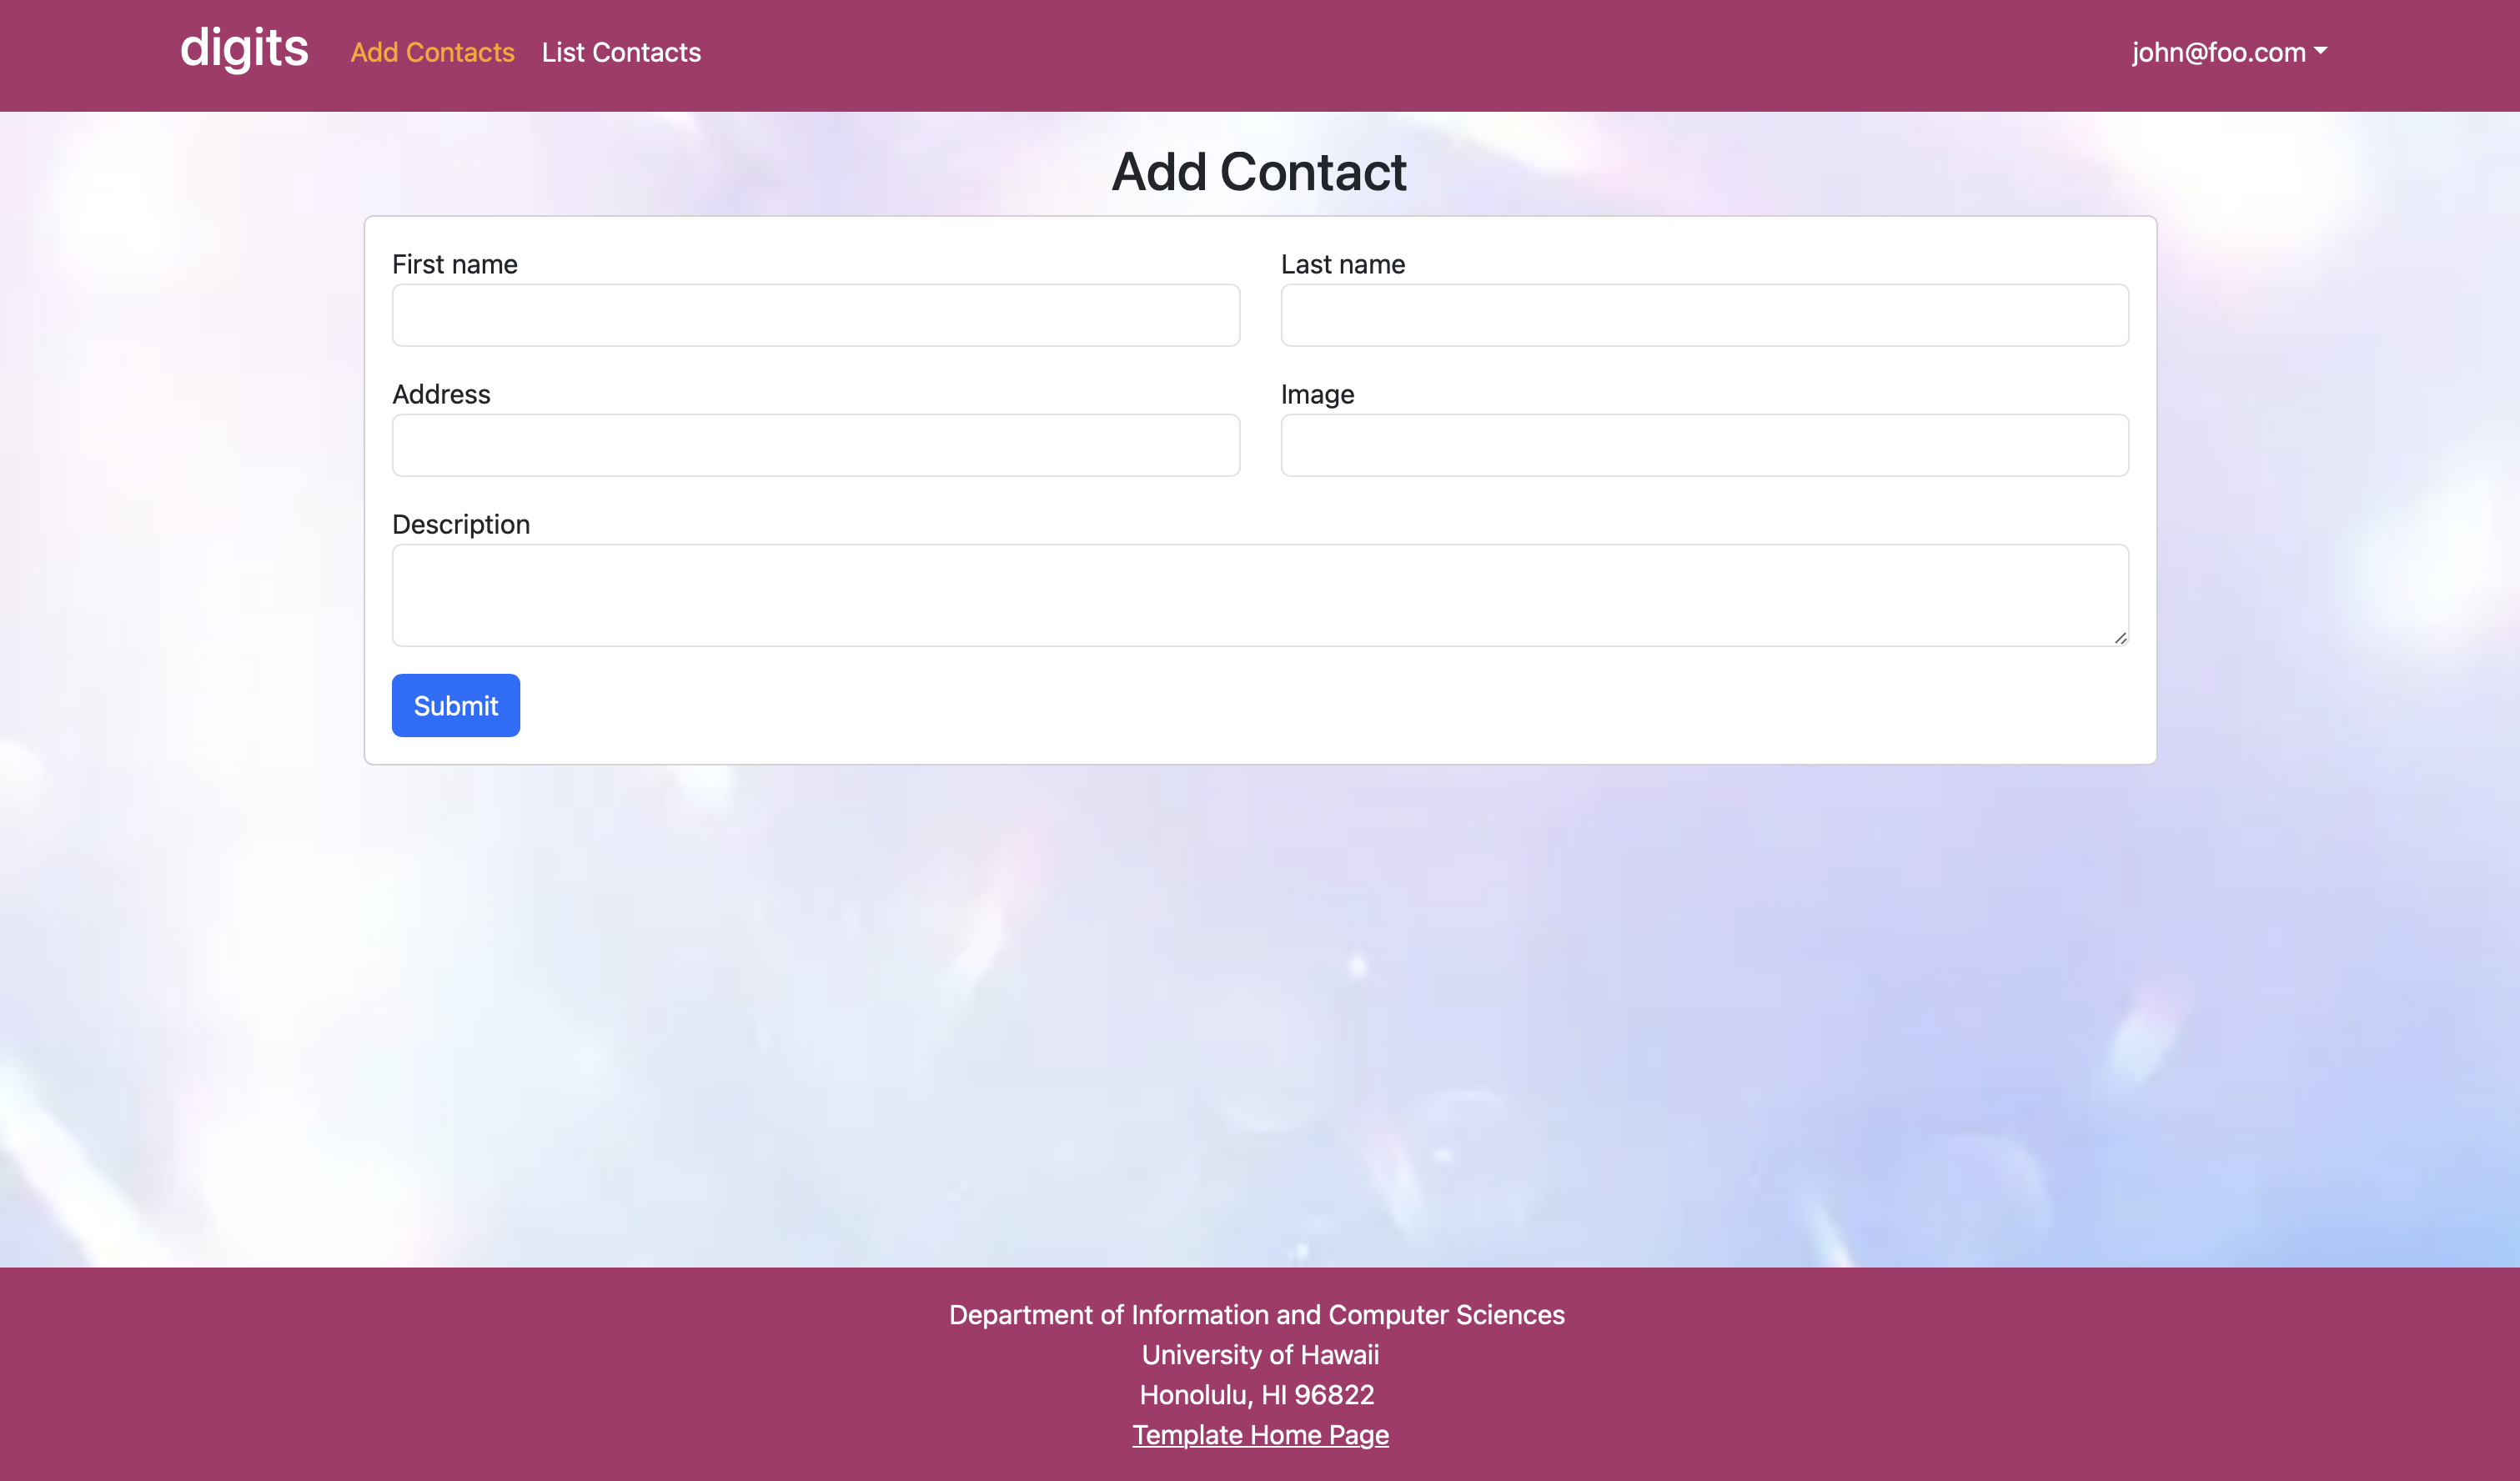 digits Add Contacts List Contacts john@foo.com
Add Contact
First name Last name
Address Image
Description
Submit
Department of Information and Computer Sciences
University of Hawaii
Honolulu, HI 96822
Template Home Page